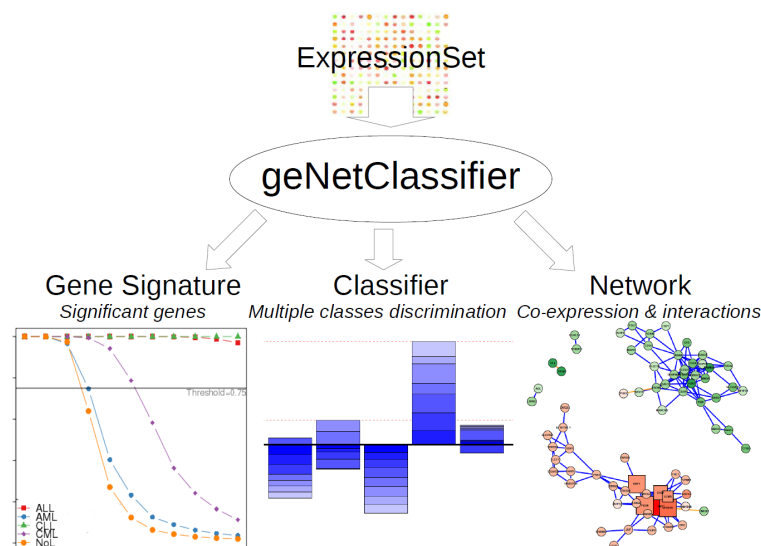 ExpressionSet
geNetClassifier
Gene Signature
Significant genes
Classifier
Multiple classes discrimination
Network
Co-expression & interactions
Threshold=0.75
ALL
AML
CLL
CML
NoL